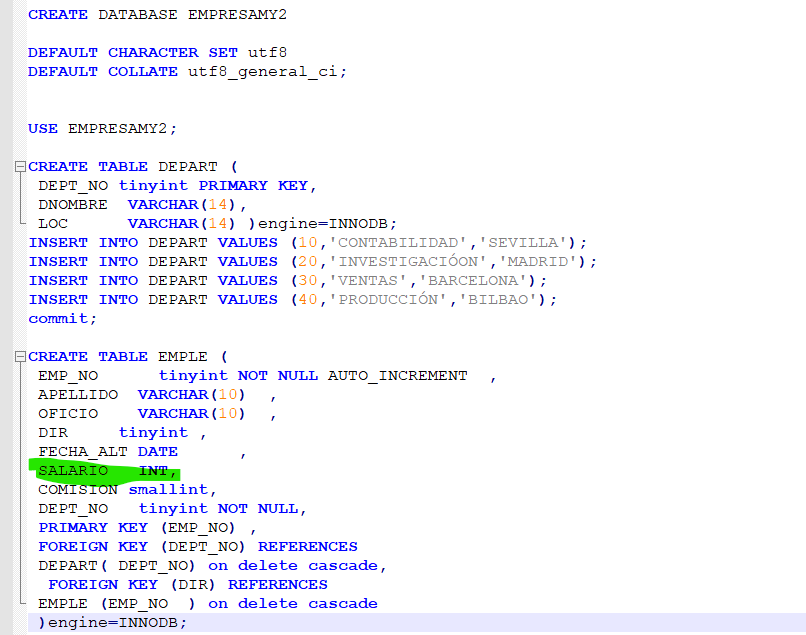 CREATE DATABASE EMPRESAMY2
DEFAULT CHARACTER SET utf8
DEFAULT COLLATE utf8_general_ci;
USE EMPRESAMY2;
CREATE TABLE DEPART (
DEPT_NO tinyint PRIMARY KEY,
DNOMBRE VARCHAR(14),
LOC VARCHAR(14) )engine=INNODB;
INSERT INTO DEPART VALUES (10,'CONTABILIDAD','SEVILLA');
INSERT INTO DEPART VALUES (20,'INVESTIGACIÓON','MADRID');
INSERT INTO DEPART VALUES (30,'VENTAS','BARCELONA');
INSERT INTO DEPART VALUES (40,'PRODUCCIÓN','BILBAO');
commit;
CREATE TABLE EMPLE (
EMP_NO tinyint NOT NULL AUTO_INCREMENT ,
APELLIDO VARCHAR(10) ,
OFICIO VARCHAR(10) ,
DIR tinyint ,
FECHA_ALT DATE ,
SALARIO INT,
COMISION smallint,
DEPT_NO tinyint NOT NULL,
PRIMARY KEY (EMP_NO) ,
FOREIGN KEY (DEPT_NO) REFERENCES
DEPART( DEPT_NO) on delete cascade,
FOREIGN KEY (DIR) REFERENCES
EMPLE (EMP_NO ) on delete cascade
)engine=INNODB;